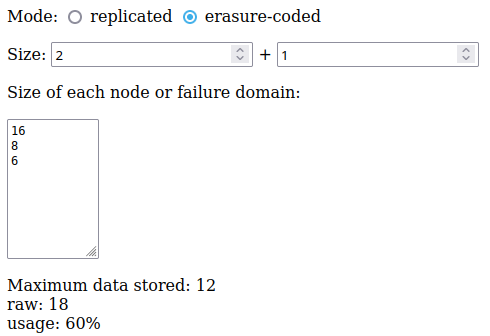 Mode: replicated erasure-coded
Size: 2 + 1
Size of each node or failure domain:
16
8
6
Maximum data stored: 12
raw: 18
usage: 60%